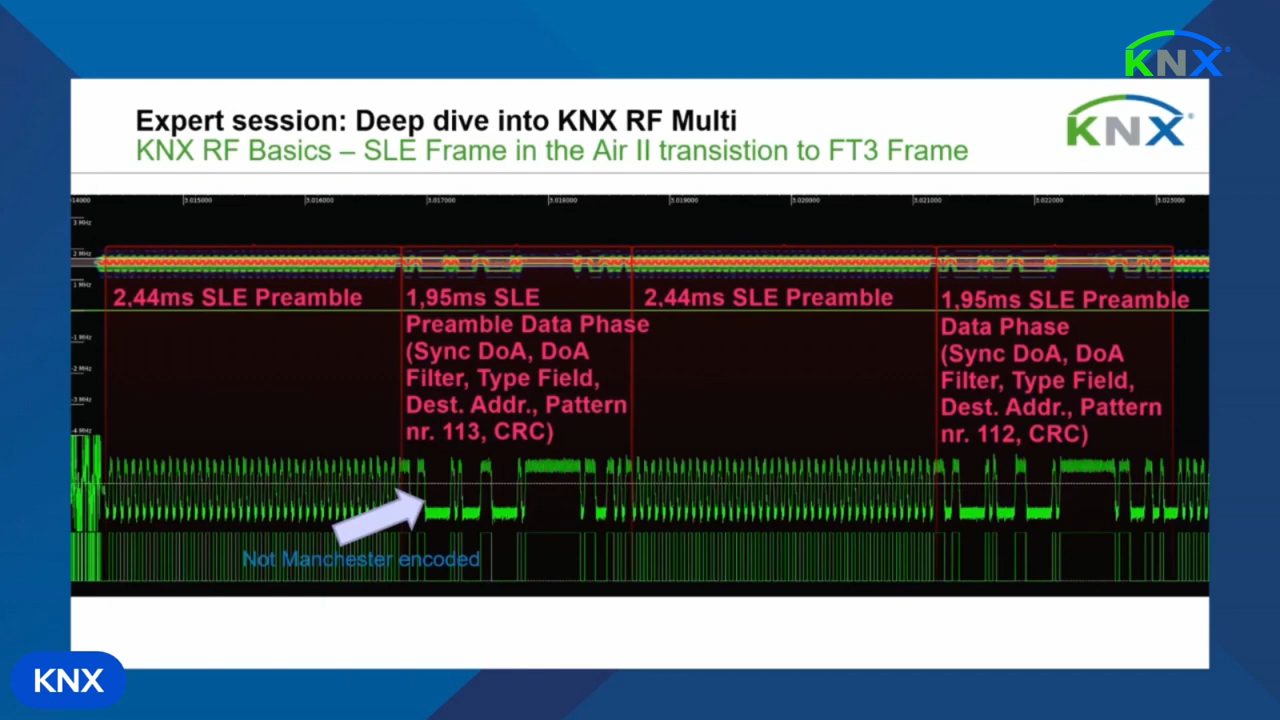 KNX
Expert session: Deep dive into KNX RF Multi
KNX RF Basics – SLE Frame in the Air II transistion to FT3 Frame
KNX
14000 3.015000 3.016000 3.017000 3.018000 3.019000 3.020000 3.021000 3.022000 3.023000
3 MHz
2 MHz
1 MHz
-1 MHz
-2 MHz
-3 MHz
-4 MHz
2,44ms SLE Preamble
1,95ms SLE
Preamble Data Phase
(Sync DoA, DoA
Filter, Type Field,
Dest. Addr., Pattern
nr. 113, CRC)
2,44ms SLE Preamble
1,95ms SLE Preamble
Data Phase
(Sync DoA, DoA
Filter, Type Field,
Dest. Addr., Pattern
nr. 112, CRC)
Not Manchester encoded
KNX